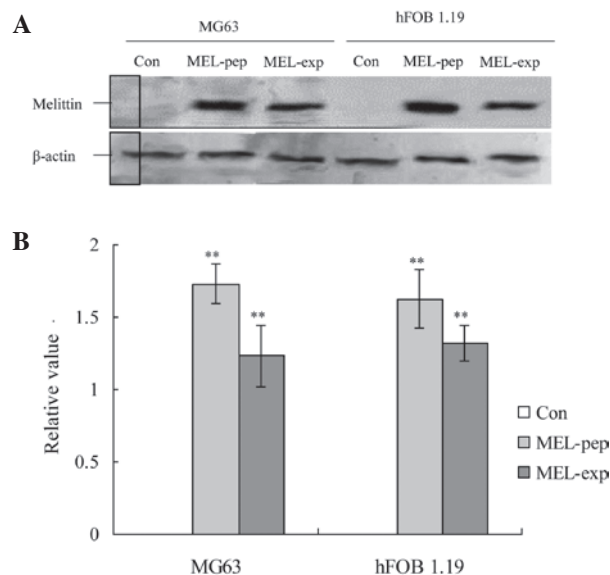 A
MG63 hFOB 1.19
Con MEL-pep MEL-exp Con MEL-pep MEL-exp
Melittin
β-actin
B
2
1.5
1
0.5
0
Relative value
** ** ** **
Con
MEL-pep
MEL-exp
MG63 hFOB 1.19